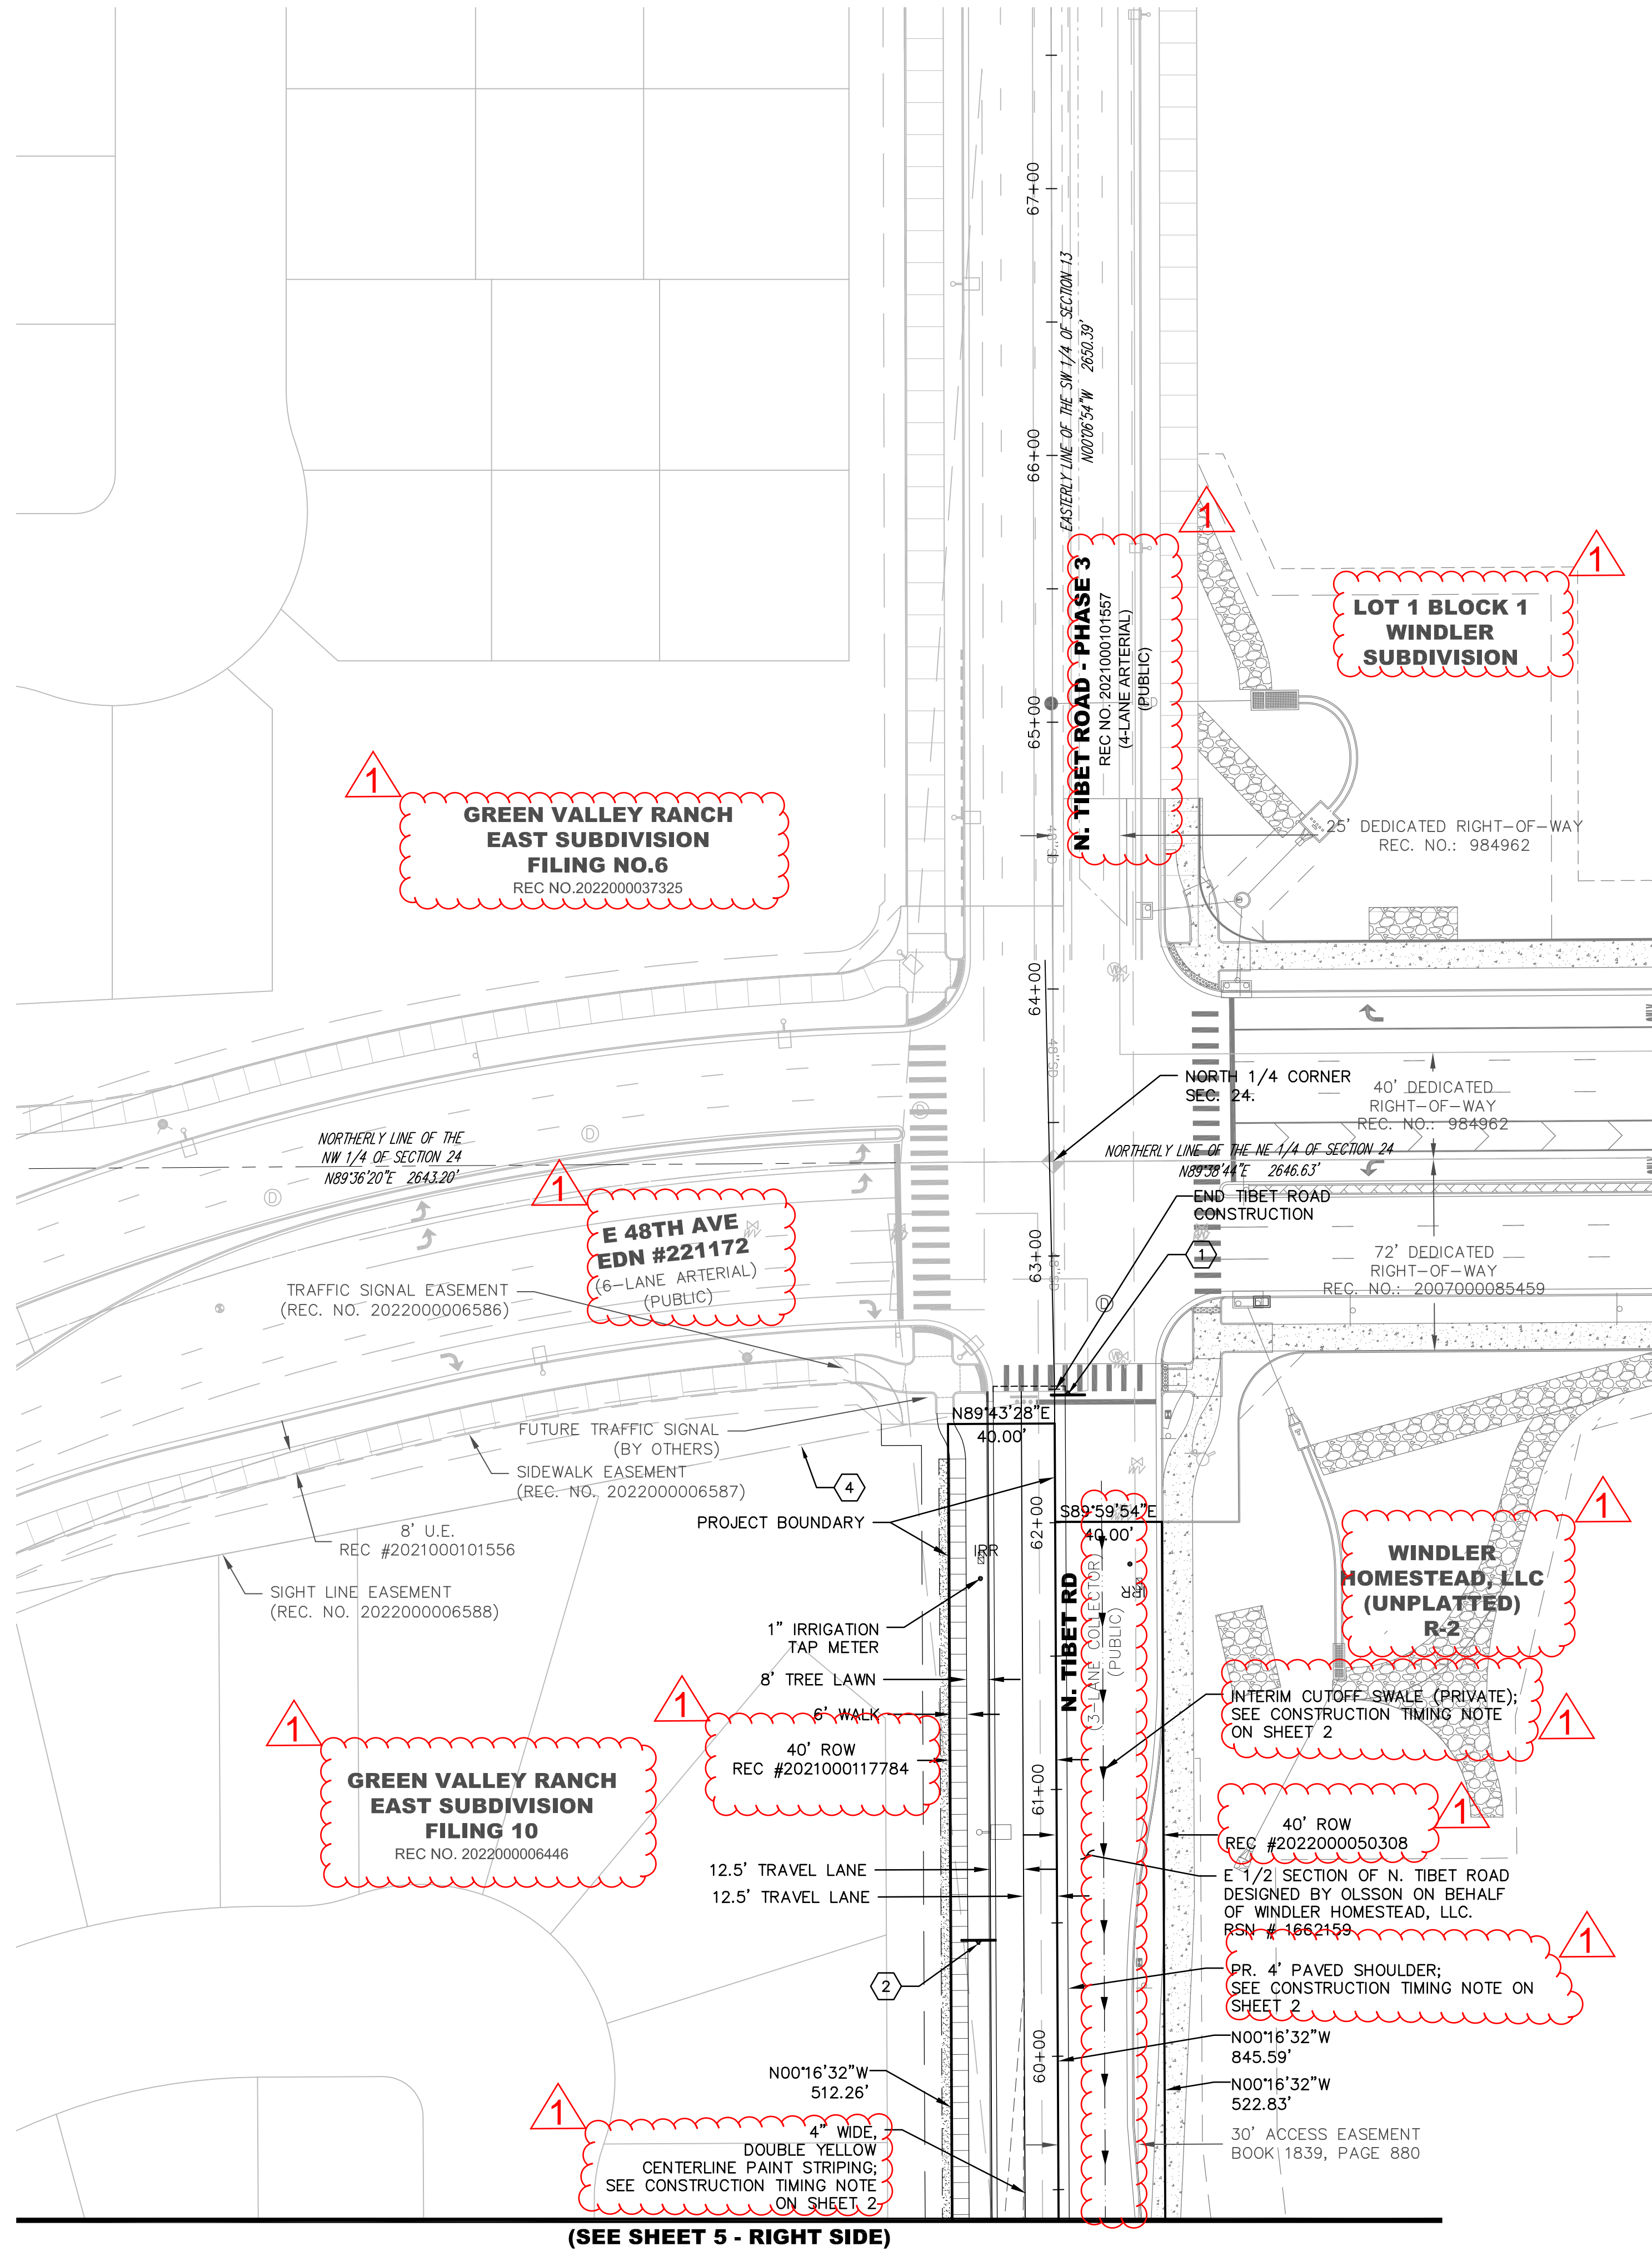 67+00
EASTERLY LINE OF THE SW 1/4 OF SECTION 13
N00°06'54"W 2650.39'
66+00
1
1
N. TIBET ROAD - PHASE 3
REC NO.2021000101557
(4-LANE ARTERIAL)
(PUBLIC)
LOT 1 BLOCK 1
WINDLER
SUBDIVISION
65+00
1
GREEN VALLEY RANCH
EAST SUBDIVISION
FILING NO.6
REC NO.2022000037325
48"SD
25' DEDICATED RIGHT-OF-WAY
REC. NO.: 984962
64+00
48"SD
NORTH 1/4 CORNER
SEC. 24.
40' DEDICATED
RIGHT-OF-WAY
REC. NO.: 984962
NORTHERLY LINE OF THE
NW 1/4 OF SECTION 24
N89°36'20"E 2643.20'
NORTHERLY LINE OF THE NE 1/4 OF SECTION 24
N89°38'44"E 2646.63'
1
E 48TH AVE
EDN #221172
(6-LANE ARTERIAL)
(PUBLIC)
END TIBET ROAD
CONSTRUCTION
1
63+00
48"SD
72' DEDICATED
RIGHT-OF-WAY
REC. NO.: 2007000085459
TRAFFIC SIGNAL EASEMENT
(REC. NO. 2022000006586)
D
D
D
D
N89°43'28"E
40.00'
FUTURE TRAFFIC SIGNAL
(BY OTHERS)
SIDEWALK EASEMENT
(REC. NO. 2022000006587)
4
PROJECT BOUNDARY
S89°59'54"E
40.00'
62+00
8' U.E.
REC #2021000101556
SIGHT LINE EASEMENT
(REC. NO. 2022000006588)
IRR
IRR
1
WINDLER
HOMESTEAD, LLC
(UNPLATTED)
R-2
N. TIBET RD
(3-LANE COLLECTOR)
(PUBLIC)
1" IRRIGATION
TAP METER
8' TREE LAWN
6' WALK
1
40' ROW
REC #2021000117784
INTERIM CUTOFF SWALE (PRIVATE);
SEE CONSTRUCTION TIMING NOTE
ON SHEET 2
1
1
GREEN VALLEY RANCH
EAST SUBDIVISION
FILING 10
REC NO. 2022000006446
61+00
1
40' ROW
REC #2022000050308
12.5' TRAVEL LANE
12.5' TRAVEL LANE
E 1/2 SECTION OF N. TIBET ROAD
DESIGNED BY OLSSON ON BEHALF
OF WINDLER HOMESTEAD, LLC.
RSN # 1662159
1
PR. 4' PAVED SHOULDER;
SEE CONSTRUCTION TIMING NOTE ON
SHEET 2
2
60+00
N00°16'32"W
845.59'
N00°16'32"W
512.26'
N00°16'32"W
522.83'
1
4" WIDE,
DOUBLE YELLOW
CENTERLINE PAINT STRIPING;
SEE CONSTRUCTION TIMING NOTE
ON SHEET 2
30' ACCESS EASEMENT
BOOK 1839, PAGE 880
(SEE SHEET 5 - RIGHT SIDE)